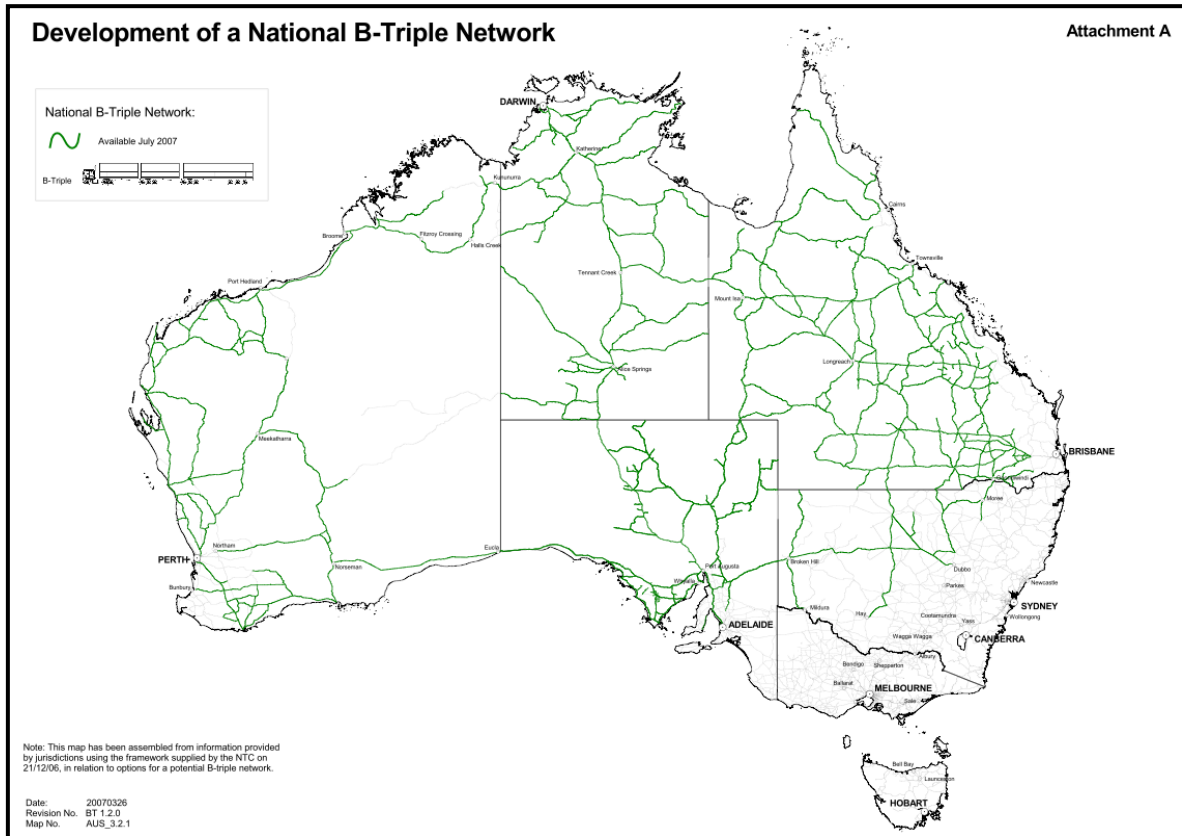 Development of a National B-Triple Network
Attachment A
National B-Triple Network:
Available July 2007
B-Triple
DARWIN
Katherine
Kununurra
Cairns
Broome
Fitzroy Crossing
Halls Creek
Townsville
Tennant Creek
Port Hedland
Mount Isa
Longreach
Alice Springs
Meekatharra
BRISBANE
Goondiwindi
Moree
Northam
Eucla
PERTH
Norseman
Broken Hill
Port Augusta
Dubbo
Whyalla
Bunbury
Parkes
Newcastle
Mildura
Hay
Cootamundra
SYDNEY
Wollongong
Yass
ADELAIDE
Wagga Wagga
CANBERRA
Albury
Bendigo
Shepparton
Ballarat
MELBOURNE
Sale
Bell Bay
Launceston
HOBART
Note: This map has been assembled from information provided
by jurisdictions using the framework supplied by the NTC on
21/12/06, in relation to options for a potential B-triple network.
Date: 20070326
Revision No. BT 1.2.0
Map No. AUS_3.2.1